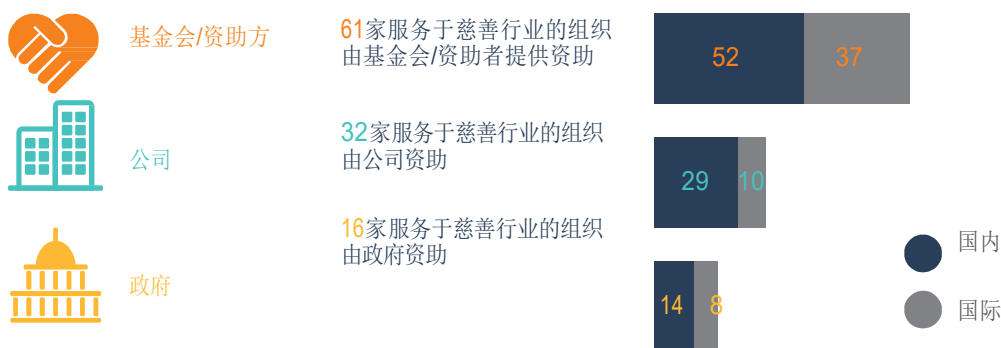 基金会/资助方
61家服务于慈善行业的组织
由基金会/资助者提供资助
52
37
公司
32家服务于慈善行业的组织
由公司资助
29
10
政府
16家服务于慈善行业的组织
由政府资助
14
8
国内
国际